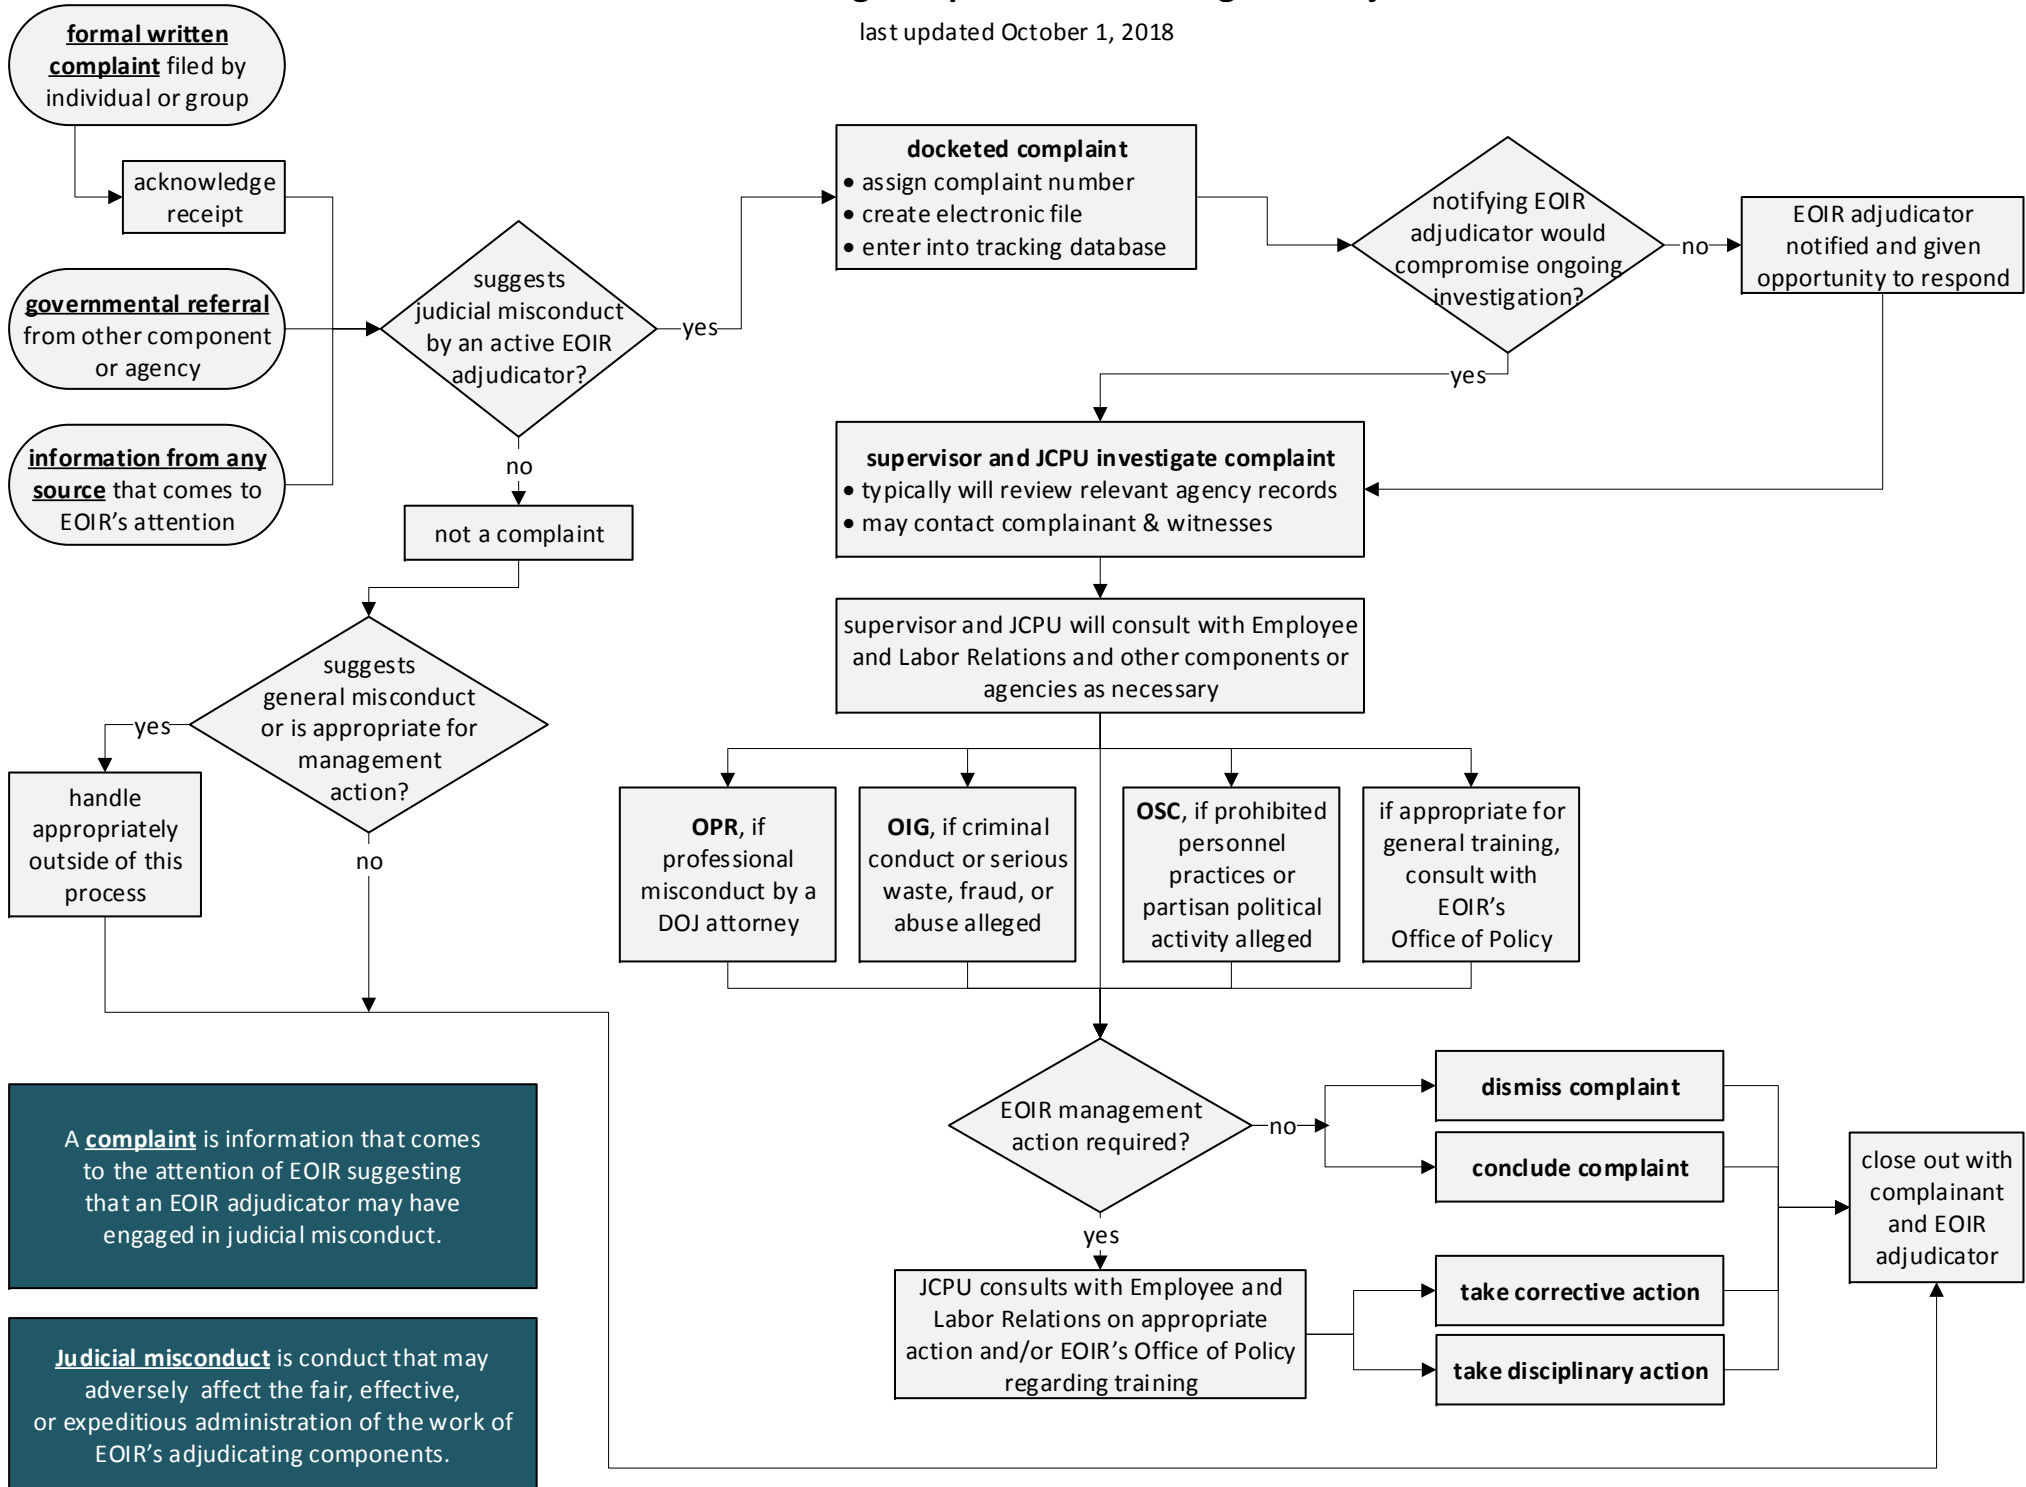 last updated October 1, 2018
formal written
complaint filed by
individual or group
acknowledge
receipt
governmental referral
from other component
or agency
information from any
source that comes to
EOIR’s attention
suggests
judicial misconduct
by an active EOIR
adjudicator?
yes
no
docketed complaint
• assign complaint number
• create electronic file
• enter into tracking database
notifying EOIR
adjudicator would
compromise ongoing
investigation?
no
EOIR adjudicator
notified and given
opportunity to respond
yes
supervisor and JCPU investigate complaint
• typically will review relevant agency records
• may contact complainant & witnesses
not a complaint
supervisor and JCPU will consult with Employee
and Labor Relations and other components or
agencies as necessary
suggests
general misconduct
or is appropriate for
management
action?
yes
no
handle
appropriately
outside of this
process
OPR, if
professional
misconduct by a
DOJ attorney
OIG, if criminal
conduct or serious
waste, fraud, or
abuse alleged
OSC, if prohibited
personnel
practices or
partisan political
activity alleged
if appropriate for
general training,
consult with
EOIR’s
Office of Policy
EOIR management
action required?
no
yes
dismiss complaint
conclude complaint
JCPU consults with Employee and
Labor Relations on appropriate
action and/or EOIR’s Office of Policy
regarding training
take corrective action
take disciplinary action
close out with
complainant
and EOIR
adjudicator
A complaint is information that comes
to the attention of EOIR suggesting
that an EOIR adjudicator may have
engaged in judicial misconduct.
Judicial misconduct is conduct that may
adversely affect the fair, effective,
or expeditious administration of the work of
EOIR’s adjudicating components.